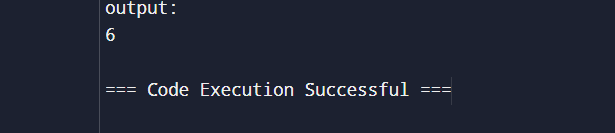 output:
6
=== Code Execution Successful ===